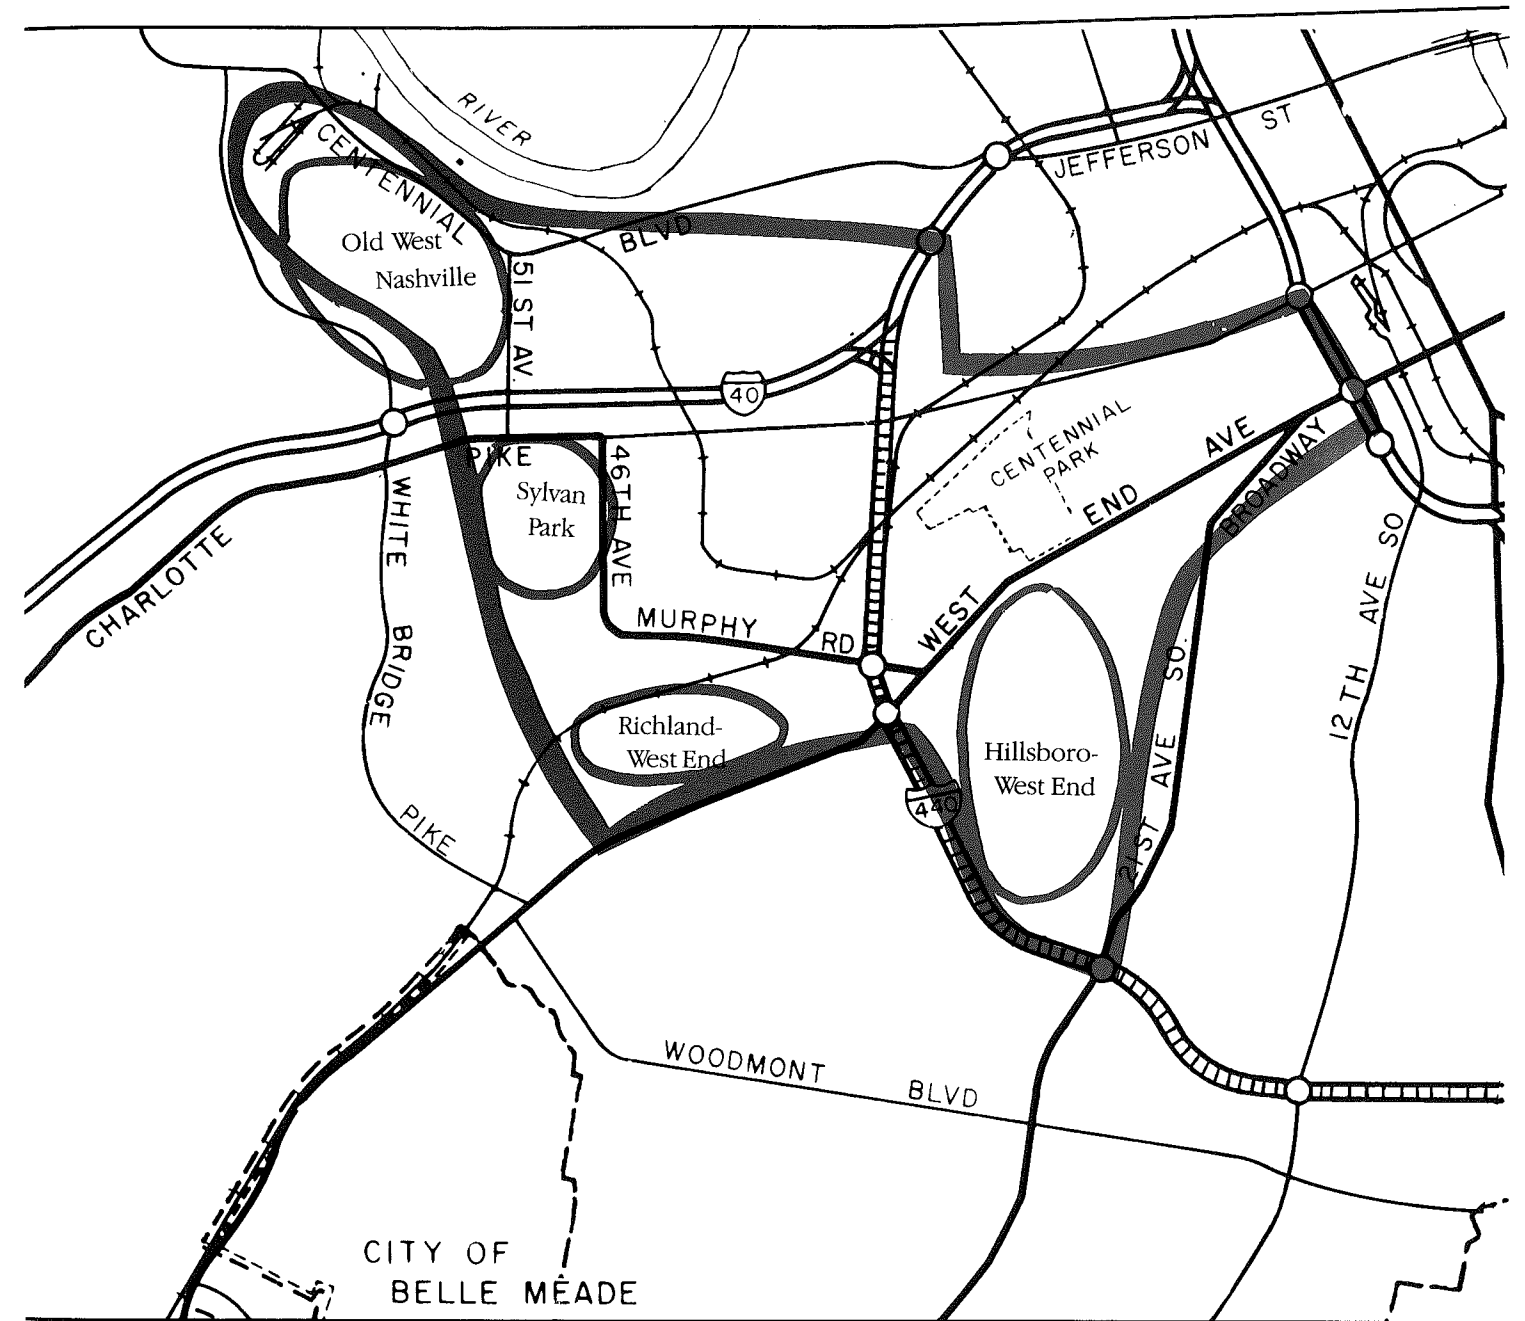 RIVER
ST
JEFFERSON
CENTENNIAL
BLVD
Old West
Nashville
51ST AV.
40
CENTENNIAL
PARK
AVE
BROADWAY
PIKE
46TH AVE
Sylvan
Park
END
WHITE
CHARLOTTE
12TH AVE SO
MURPHY
RD
WEST
BRIDGE
21ST AVE SO.
Richland-
West End
Hillsboro-
West End
440
PIKE
WOODMONT
BLVD
CITY OF
BELLE MEADE